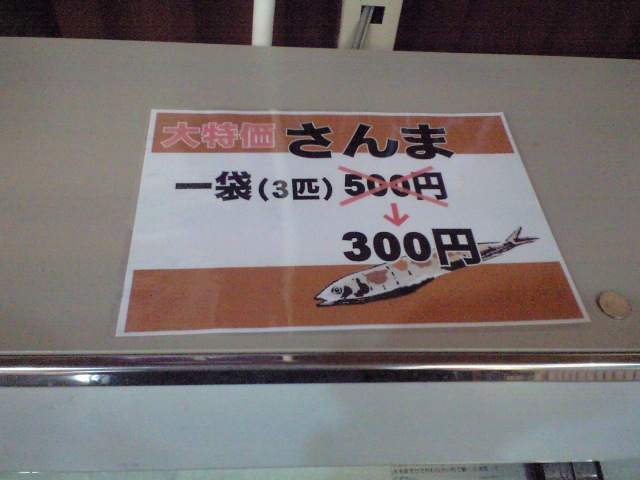 大特価 さんま
一袋(3匹) 500円
↓
300円